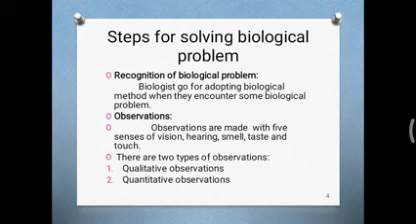 Steps for solving biological
problem
Recognition of biological problem:
Biologist go for adopting biological
method when they encounter some biological
problem.
Observations:
Observations are made with five
senses of vision, hearing, smell, taste and
touch.
There are two types of observations:
1. Qualitative observations
2. Quantitative observations
4